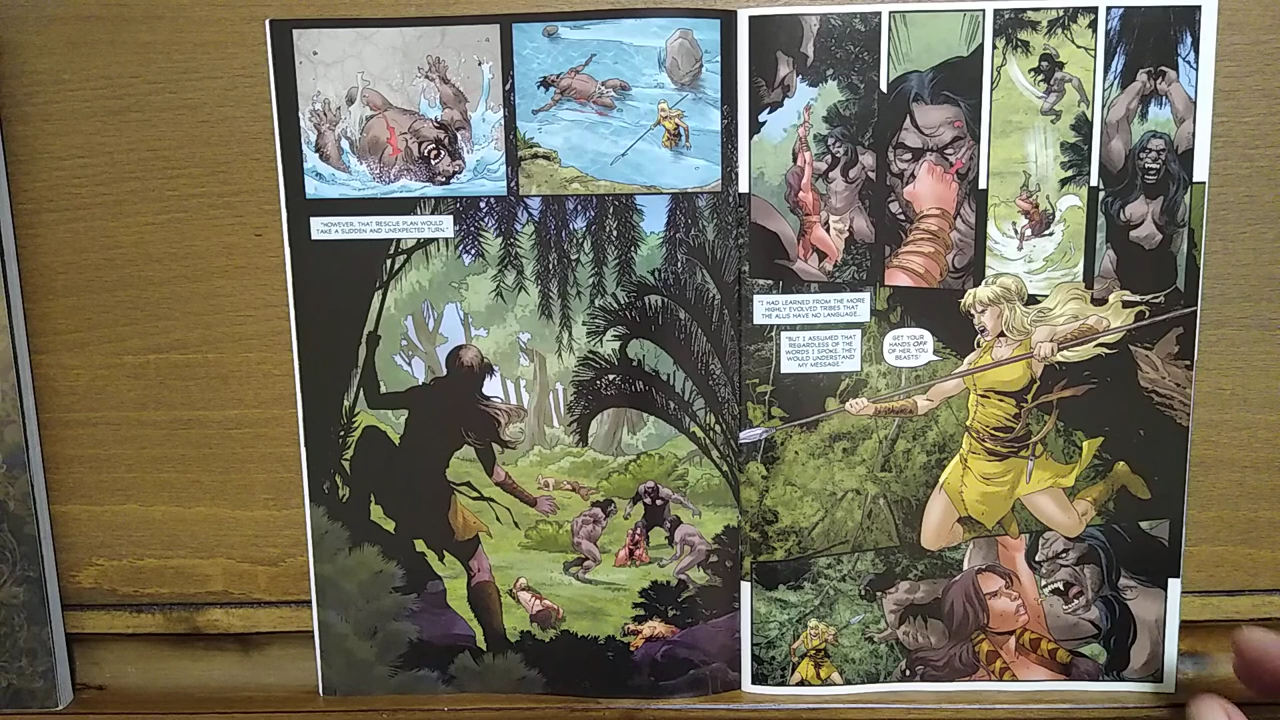 "HOWEVER, THAT RESCUE PLAN WOULD
TAKE A SUDDEN AND UNEXPECTED TURN."
"I HAD LEARNED FROM THE MORE
HIGHLY EVOLVED TRIBES THAT
THE ALUS HAVE NO LANGUAGE...
"BUT I ASSUMED THAT
REGARDLESS OF THE
WORDS I SPOKE, THEY
WOULD UNDERSTAND
MY MESSAGE."
GET YOUR
HANDS OFF
OF HER, YOU
BEASTS!